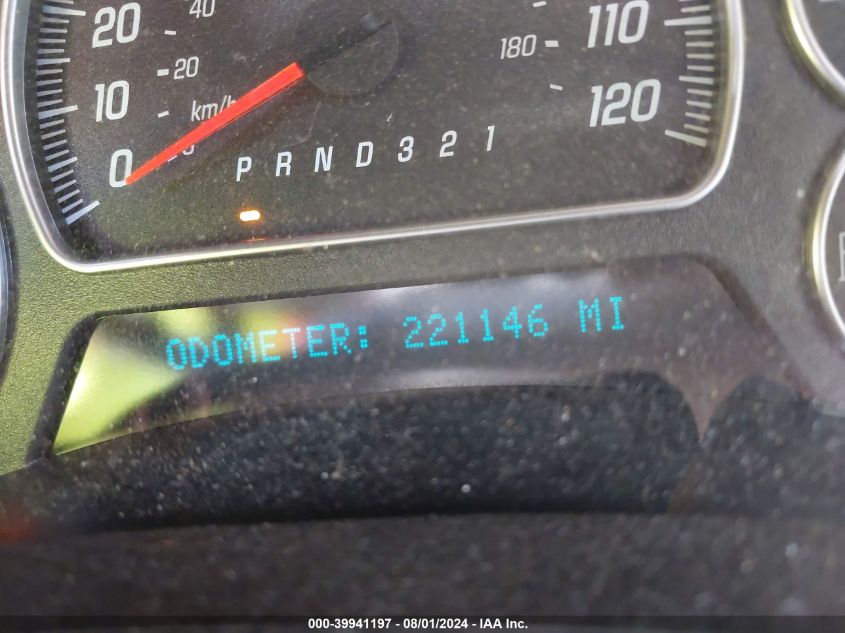 20 40 110
180
10 20 120
km/h
0 P R N D 3 2 1
ODOMETER: 221146 MI
000-39941197 - 08/01/2024 - IAA Inc.